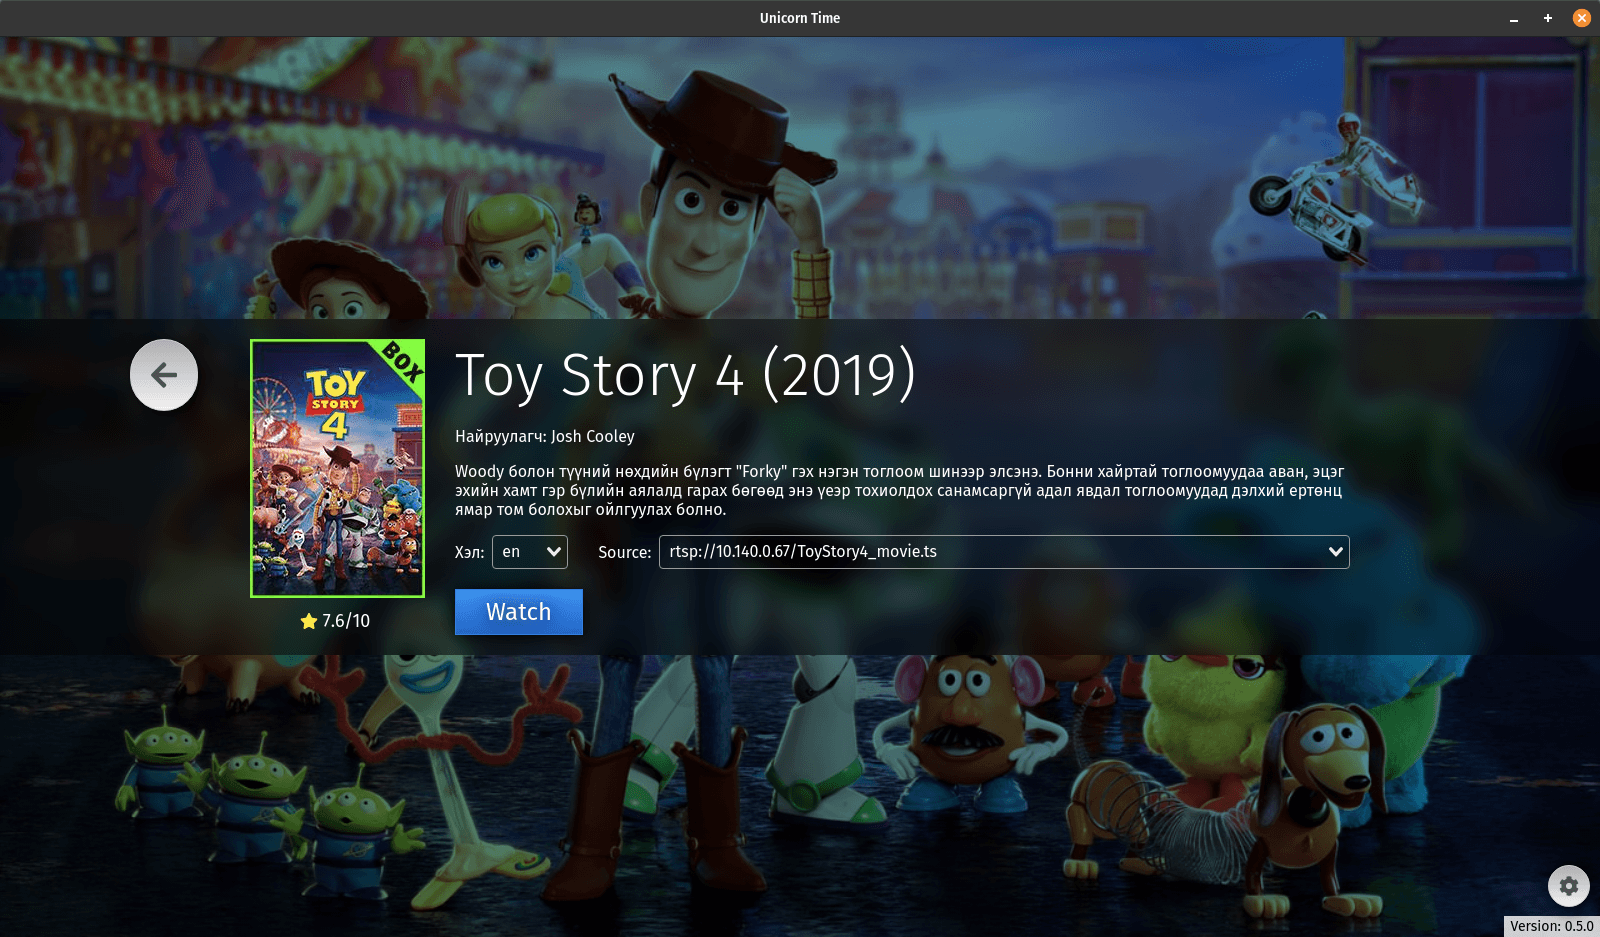 Unicorn Time
BOX
TOY
STORY
4
Toy Story 4 (2019)
Найруулагч: Josh Cooley
Woody болон түүний нөхдийн бүлэгт "Forky" гэх нэгэн тоглоом шинээр элсэнэ. Бонни хайртай тоглоомуудаа аван, эцэг
эхийн хамт гэр бүлийн аялалд гарах бөгөөд энэ үеэр тохиолдох санамсаргүй адал явдал тоглоомуудад дэлхий ертөнц
ямар том болохыг ойлгуулах болно.
Хэл: en Source: rtsp://10.140.0.67/ToyStory4_movie.ts
Watch
7.6/10
Version: 0.5.0